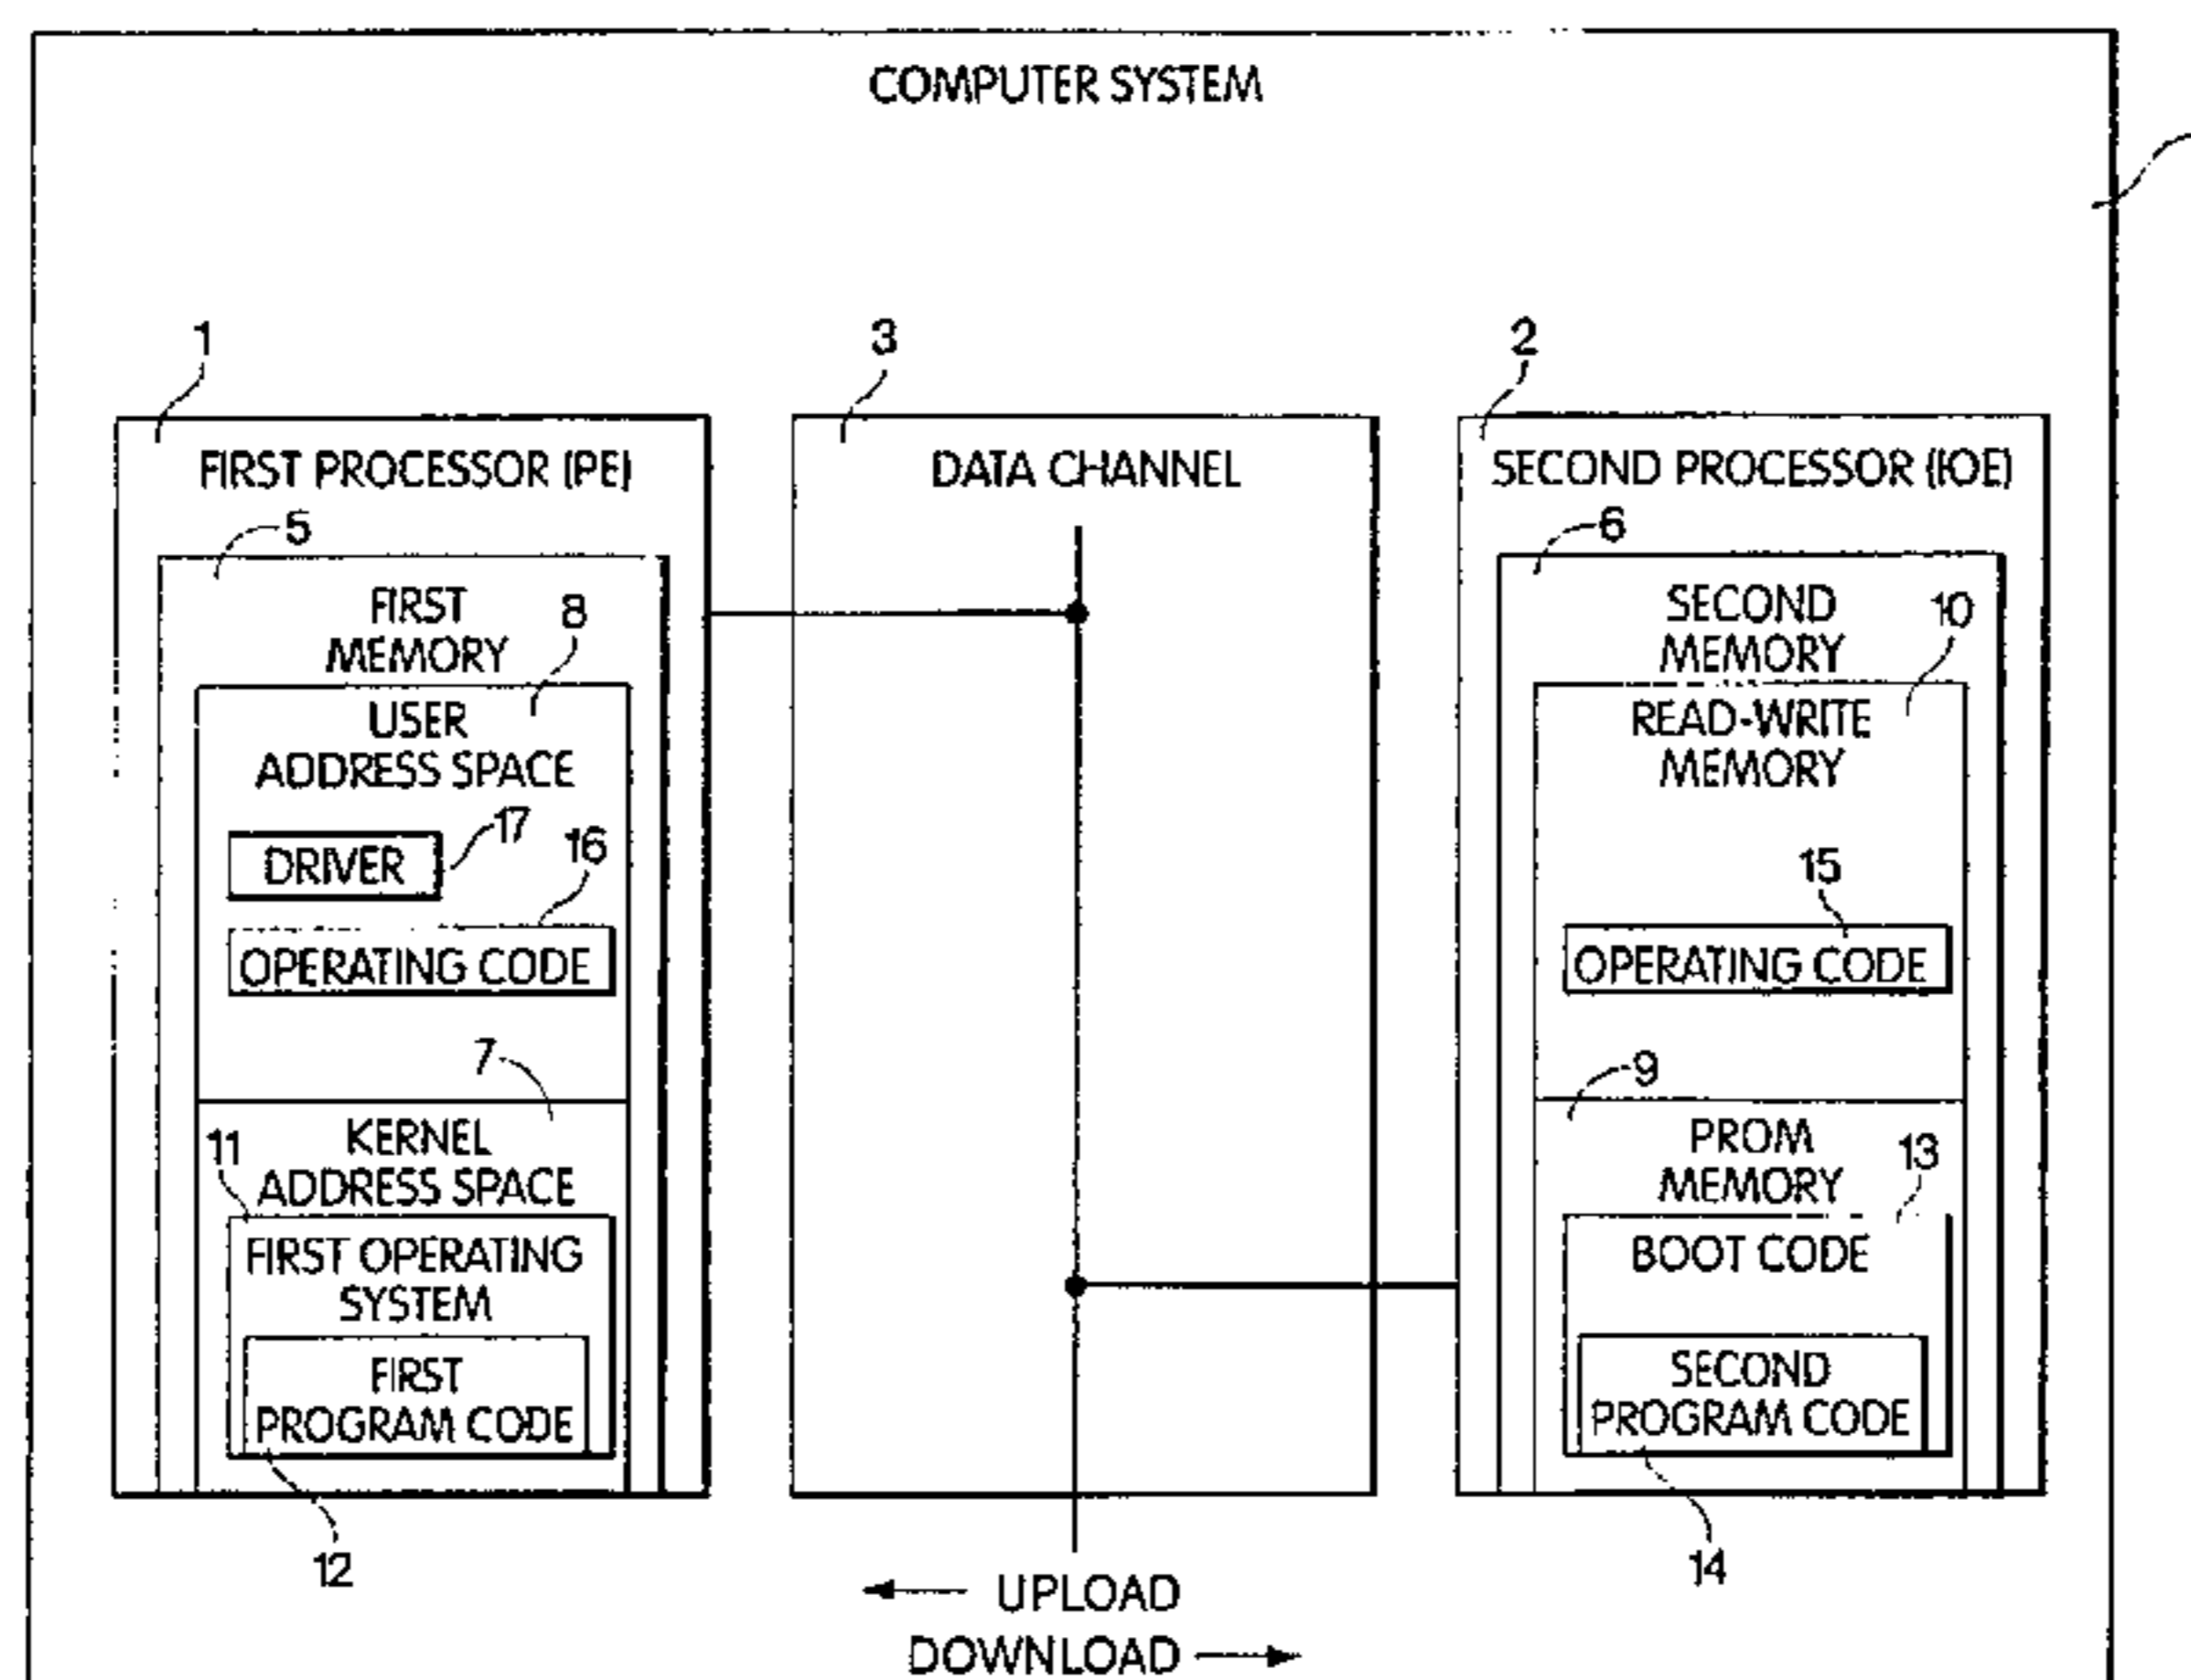 COMPUTER SYSTEM
1
3
2
FIRST PROCESSOR (PE)
5
FIRST
MEMORY
8
USER
ADDRESS SPACE
17
DRIVER
16
OPERATING CODE
7
KERNEL
ADDRESS SPACE
11
FIRST OPERATING
SYSTEM
FIRST
PROGRAM CODE
12
DATA CHANNEL
SECOND PROCESSOR (IOE)
6
SECOND
MEMORY
10
READ-WRITE
MEMORY
15
OPERATING CODE
9
PROM
MEMORY
13
BOOT CODE
SECOND
PROGRAM CODE
14
UPLOAD
DOWNLOAD